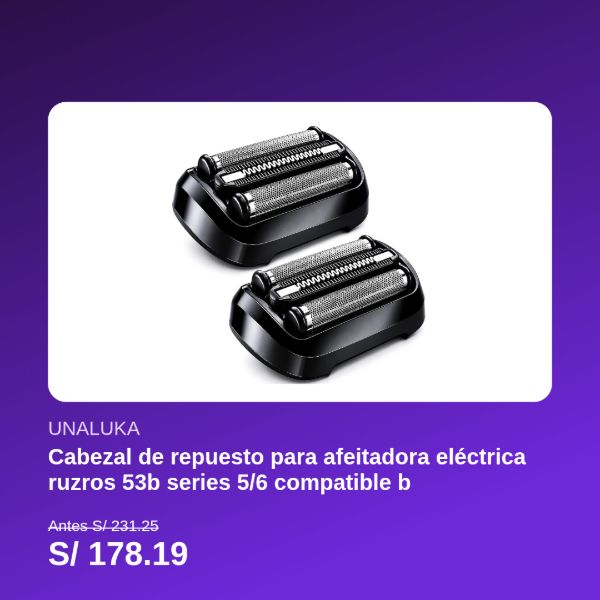 UNALUKA
Cabezal de repuesto para afeitadora eléctrica
ruzros 53b series 5/6 compatible b
Antes S/ 231.25
S/ 178.19